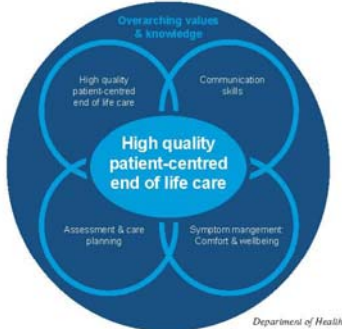 Overarching values
& knowledge
High quality
patient-centred
end of life care
Communication
skills
High quality
patient-centred
end of life care
Assessment & care
planning
Symptom mangement:
Comfort & wellbeing
Department of Health